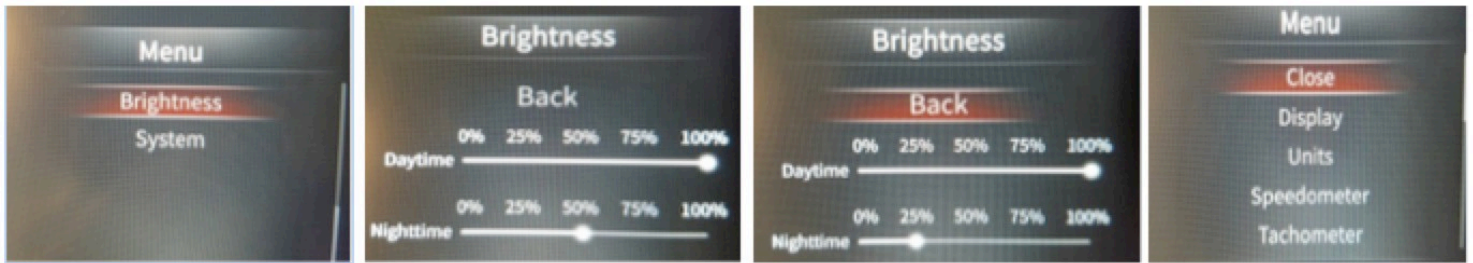 Menu
Brightness
System
Brightness
Back
0% 25% 50% 75% 100%
Daytime
0% 25% 50% 75% 100%
Nighttime
Brightness
Back
0% 25% 50% 75% 100%
Daytime
0% 25% 50% 75% 100%
Nighttime
Menu
Close
Display
Units
Speedometer
Tachometer